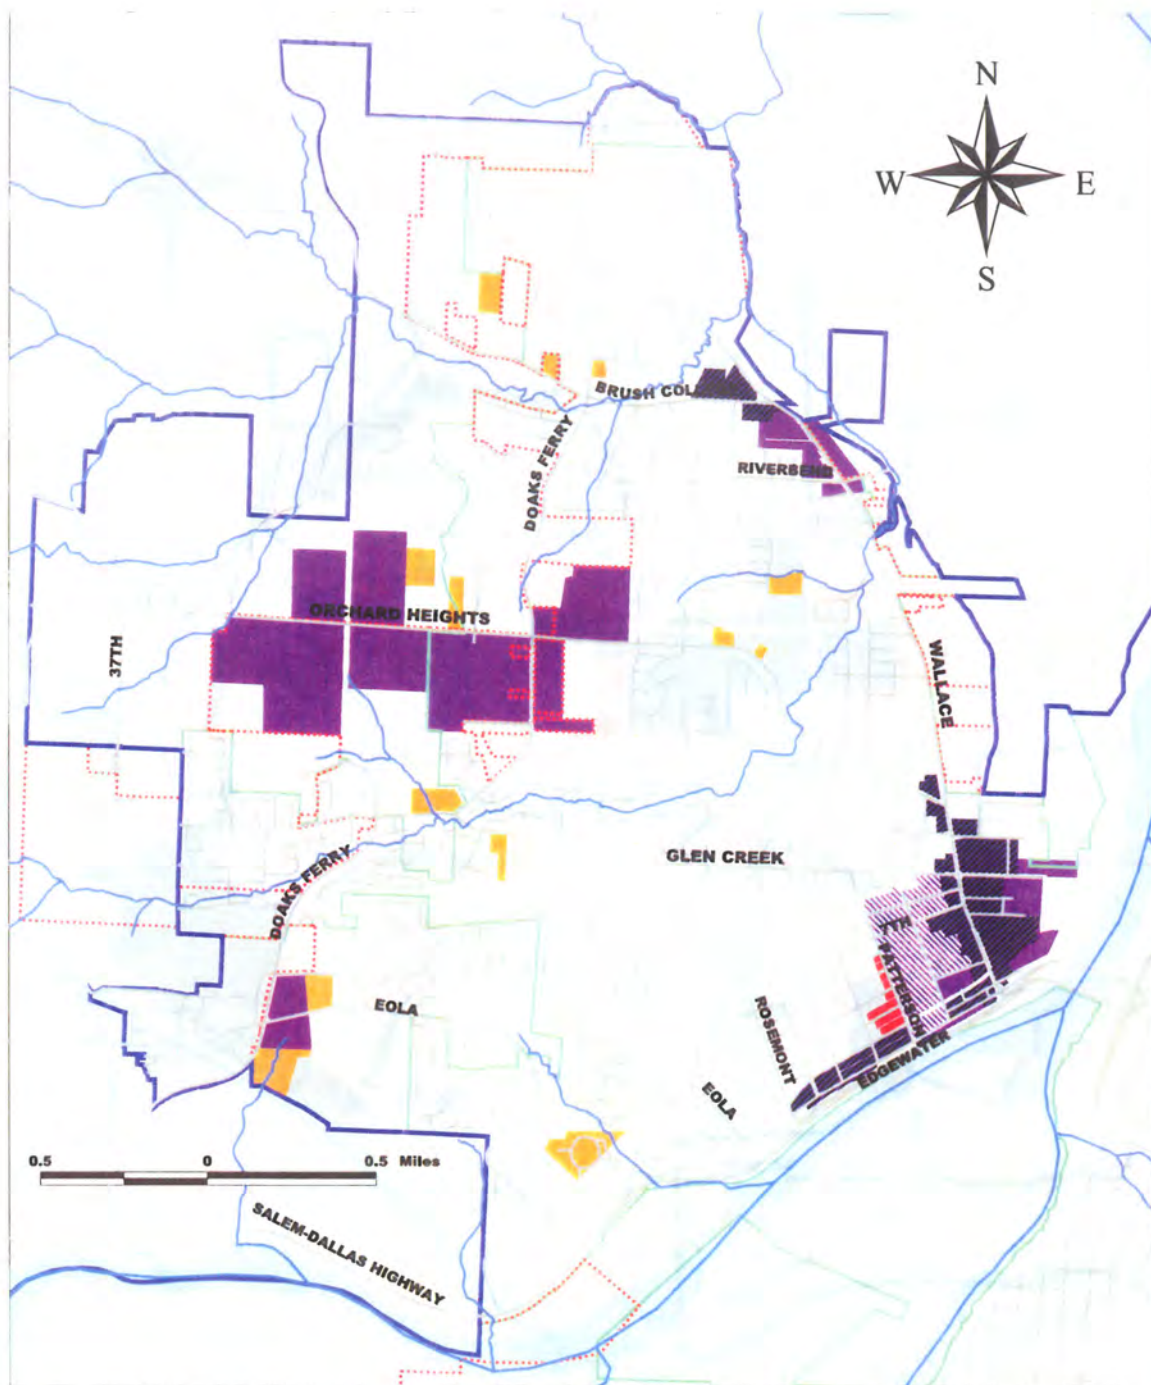 N
W E
S
BRUSH
DOAKS FERRY
RIVERBEND
ORCHARD HEIGHTS
37TH
WALLACE
GLEN CREEK
DOAKS FERRY
7TH
PATTERSON
EOLA
ROSEMONT
EDGEWATER
EOLA
0.5 0 0.5 Miles
SALEM-DALLAS HIGHWAY